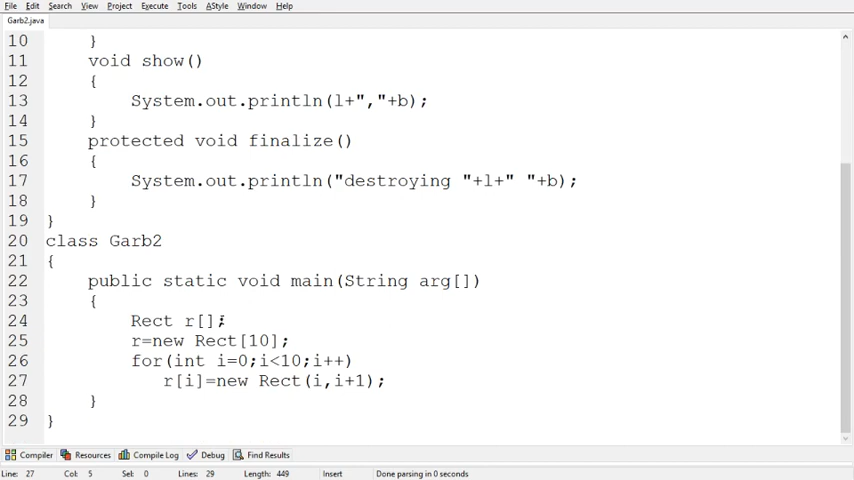 File Edit Search View Project Execute Tools AStyle Window Help
Garb2.java
10 }
11 void show()
12 {
13 System.out.println(l+","+b);
14 }
15 protected void finalize()
16 {
17 System.out.println("destroying "+l+" "+b);
18 }
19 }
20 class Garb2
21 {
22 public static void main(String arg[])
23 {
24 Rect r[];
25 r=new Rect[10];
26 for(int i=0;i<10;i++)
27 r[i]=new Rect(i,i+1);
28 }
29 }
Compiler Resources Compile Log Debug Find Results
Line: 27 Col: 5 Sel: 0 Lines: 29 Length: 449 Insert Done parsing in 0 seconds